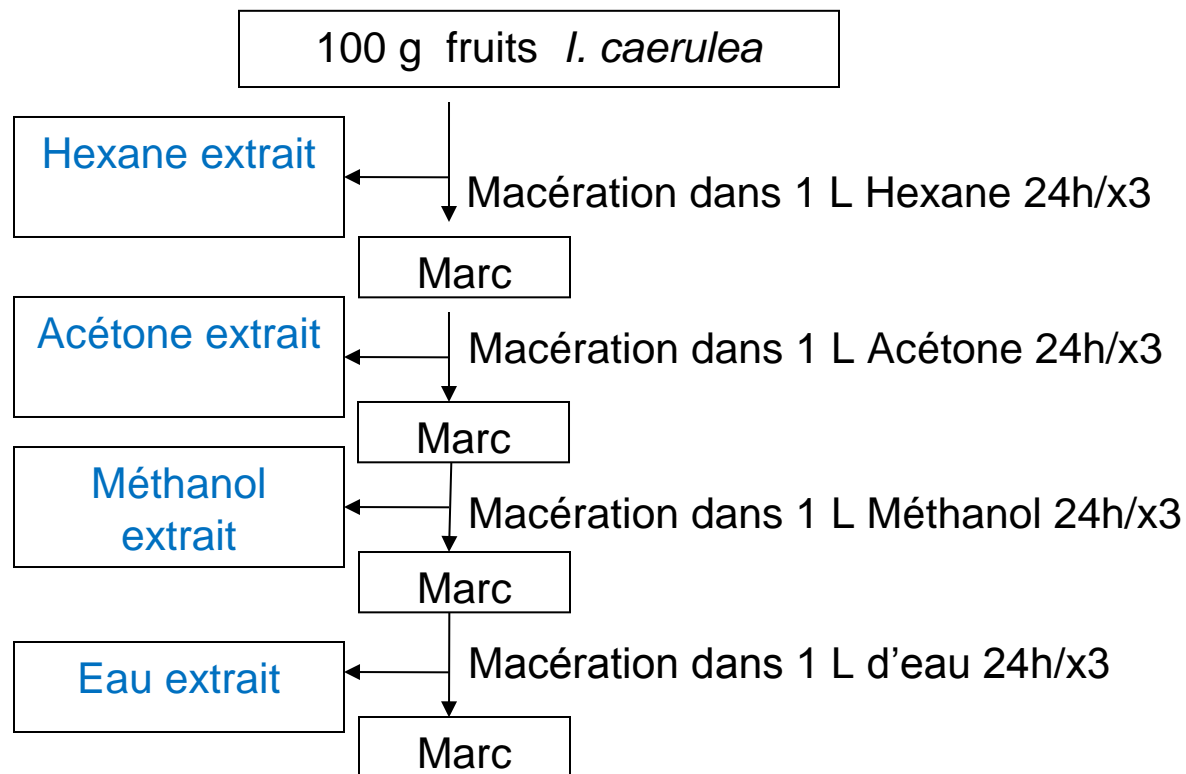 100 g fruits I. caerulea
Hexane extrait
Macération dans 1 L Hexane 24h/x3
Marc
Acétone extrait
Macération dans 1 L Acétone 24h/x3
Marc
Méthanol
extrait
Macération dans 1 L Méthanol 24h/x3
Marc
Eau extrait
Macération dans 1 L d’eau 24h/x3
Marc